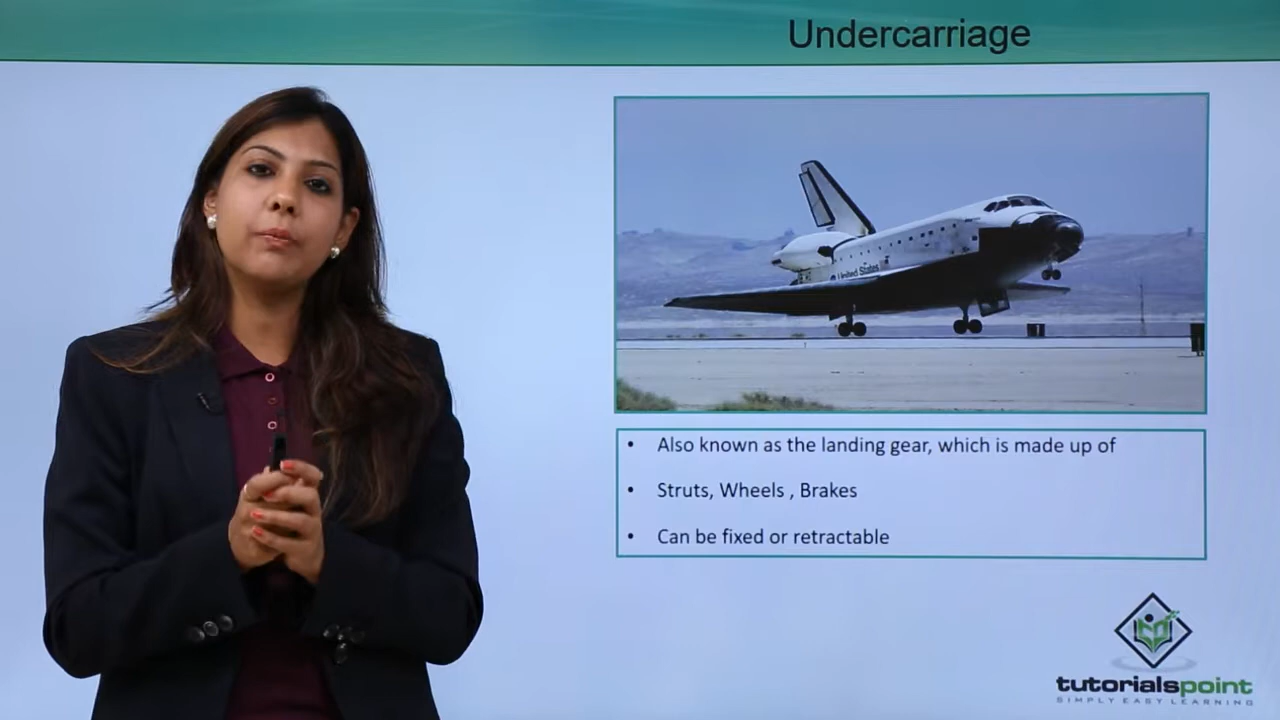 Undercarriage
United States
• Also known as the landing gear, which is made up of
• Struts, Wheels , Brakes
• Can be fixed or retractable
tutorialspoint
SIMPLY EASY LEARNING